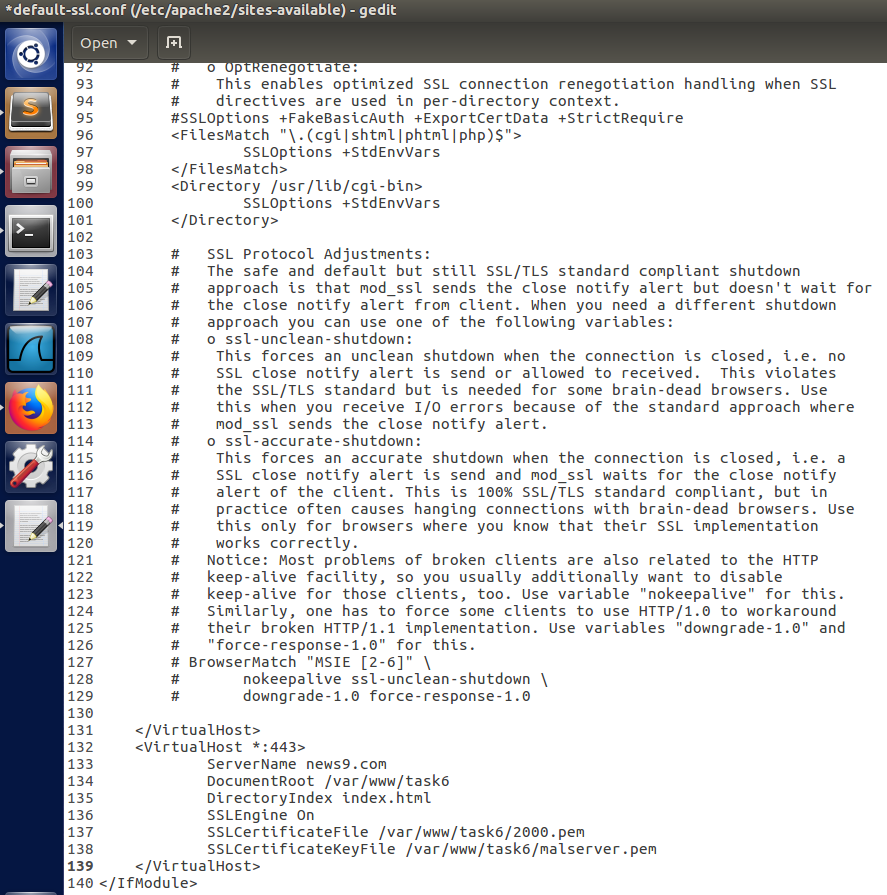 *default-ssl.conf (/etc/apache2/sites-available) - gedit
Open
92 # o OptRenegotiate:
93 # This enables optimized SSL connection renegotiation handling when SSL
94 # directives are used in per-directory context.
95 #SSLOptions +FakeBasicAuth +ExportCertData +StrictRequire
96 <FilesMatch "\.(cgi|shtml|phtml|php)$">
97 SSLOptions +StdEnvVars
98 </FilesMatch>
99 <Directory /usr/lib/cgi-bin>
100 SSLOptions +StdEnvVars
101 </Directory>
102
103 # SSL Protocol Adjustments:
104 # The safe and default but still SSL/TLS standard compliant shutdown
105 # approach is that mod_ssl sends the close notify alert but doesn't wait for
106 # the close notify alert from client. When you need a different shutdown
107 # approach you can use one of the following variables:
108 # o ssl-unclean-shutdown:
109 # This forces an unclean shutdown when the connection is closed, i.e. no
110 # SSL close notify alert is send or allowed to received.  This violates
111 # the SSL/TLS standard but is needed for some brain-dead browsers. Use
112 # this when you receive I/O errors because of the standard approach where
113 # mod_ssl sends the close notify alert.
114 # o ssl-accurate-shutdown:
115 # This forces an accurate shutdown when the connection is closed, i.e. a
116 # SSL close notify alert is send and mod_ssl waits for the close notify
117 # alert of the client. This is 100% SSL/TLS standard compliant, but in
118 # practice often causes hanging connections with brain-dead browsers. Use
119 # this only for browsers where you know that their SSL implementation
120 # works correctly.
121 # Notice: Most problems of broken clients are also related to the HTTP
122 # keep-alive facility, so you usually additionally want to disable
123 # keep-alive for those clients, too. Use variable "nokeepalive" for this.
124 # Similarly, one has to force some clients to use HTTP/1.0 to workaround
125 # their broken HTTP/1.1 implementation. Use variables "downgrade-1.0" and
126 # "force-response-1.0" for this.
127 # BrowserMatch "MSIE [2-6]" \
128 # nokeepalive ssl-unclean-shutdown \
129 # downgrade-1.0 force-response-1.0
130
131 </VirtualHost>
132 <VirtualHost *:443>
133 ServerName news9.com
134 DocumentRoot /var/www/task6
135 DirectoryIndex index.html
136 SSLEngine On
137 SSLCertificateFile /var/www/task6/2000.pem
138 SSLCertificateKeyFile /var/www/task6/malserver.pem
139 </VirtualHost>
140 </IfModule>